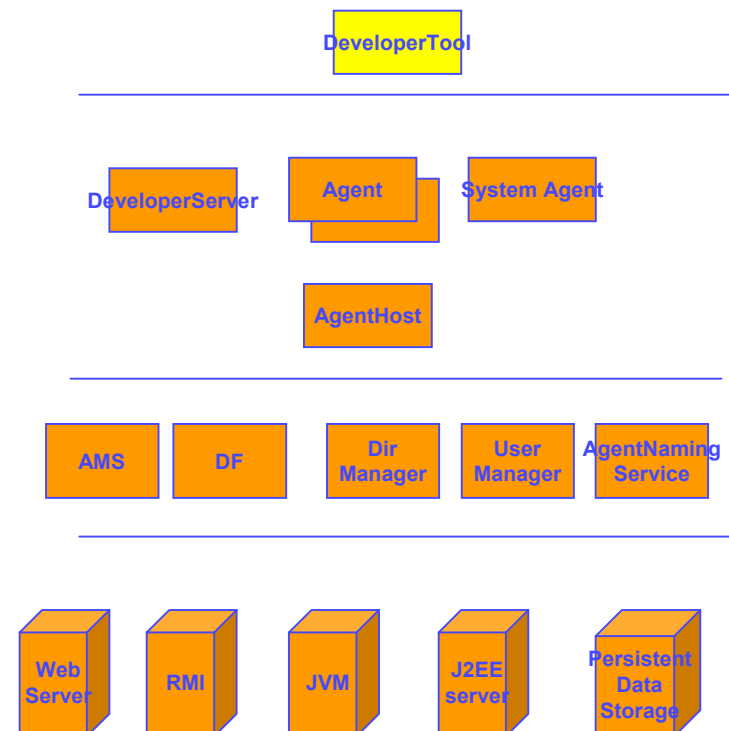 DeveloperTool
DeveloperServer
Agent
System Agent
AgentHost
AMS
DF
Dir
Manager
User
Manager
AgentNaming
Service
Web
Server
RMI
JVM
J2EE
server
Persistent
Data
Storage